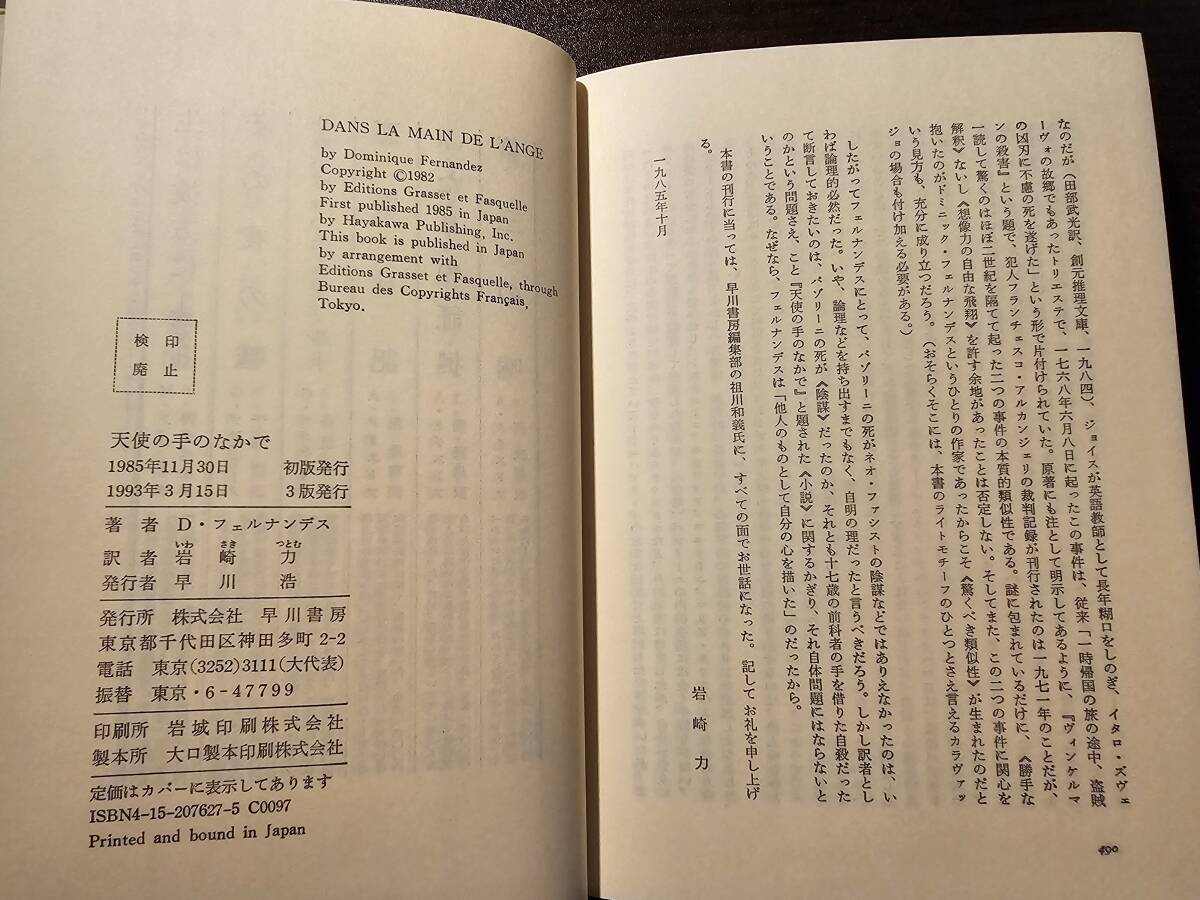 なのだが（田部武光訳、創元推理文庫、一九八四）、ジョイスが英語教師として長年糊口をしのぎ、イタロ・ズヴェ
ーヴォの故郷でもあったトリエステで、一七六八年六月八日に起ったこの事件は、従来「一時帰国の旅の途中、盗賊
の凶刃に不慮の死を遂げた」という形で片付けられていた。原著にも注として明示してあるように、『ヴィンケルマ
ンの殺害』という題で、犯人フランチェスコ・アルカンジェリの裁判記録が刊行されたのは一九七一年のことだが、
一読して驚くのはほぼ二世紀を隔てて起った二つの事件の本質的類似性である。謎に包まれているだけに、《勝手な
解釈》ないし《想像力の自由な飛翔》を許す余地があったことは否定しない。そしてまた、この二つの事件に関心を
抱いたのがドミニック・フェルナンデスというひとりの作家であったからこそ《驚くべき類似性》が生まれたのだと
いう見方も、充分に成り立つだろう。（おそらくそこには、本書のライトモチーフのひとつとさえ言えるカラヴァッ
ジョの場合も付け加える必要がある。）
したがってフェルナンデスにとって、パゾリーニの死がネオ・ファシストの陰謀などではありえなかったのは、い
わば論理的必然だった。いや、論理などを持ち出すまでもなく、自明の理だったと言うべきだろう。しかし訳者とし
て断言しておきたいのは、パゾリーニの死が《陰謀》だったのか、それとも十七歳の前科者の手を借りた自殺だった
のかという問題さえ、こと『天使の手のなかで』と題された《小説》に関するかぎり、それ自体問題にはならないと
いうことである。なぜなら、フェルナンデスは「他人のものとして自分の心を描いた」のだったから。
本書の刊行に当っては、早川書房編集部の祖川和義氏に、すべての面でお世話になった。記してお礼を申し上げ
る。
一九八五年十月
岩崎力
490
DANS LA MAIN DE L'ANGE
by Dominique Fernandez
Copyright ©1982
by Editions Grasset et Fasquelle
First published 1985 in Japan
by Hayakawa Publishing, Inc.
This book is published in Japan
by arrangement with
Editions Grasset et Fasquelle, through
Bureau des Copyrights Français,
Tokyo.
検印
廃止
天使の手のなかで
1985年11月30日 初版発行
1993年3月15日 3版発行
著者 D・フェルナンデス
訳者 岩崎力
いわ さき つとむ
発行者 早川浩
発行所 株式会社 早川書房
東京都千代田区神田多町2-2
電話 東京(3252)3111(大代表)
振替 東京・6-47799
印刷所 岩城印刷株式会社
製本所 大口製本印刷株式会社
定価はカバーに表示してあります
ISBN4-15-207627-5 C0097
Printed and bound in Japan